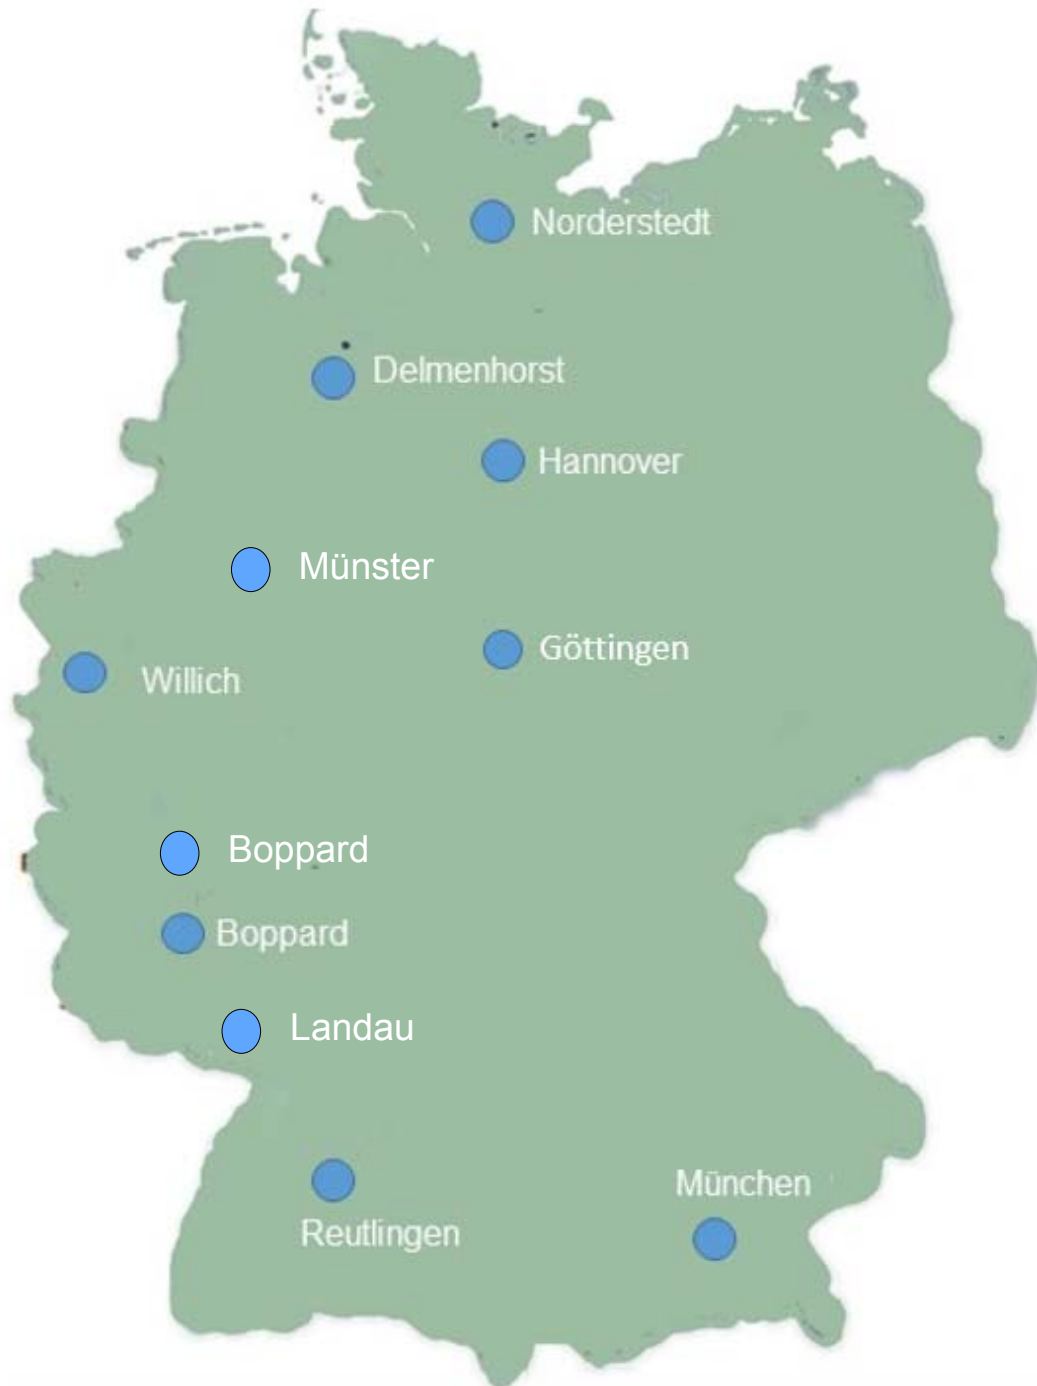 Norderstedt
Delmenhorst
Hannover
Münster
Göttingen
Willich
Boppard
Boppard
Landau
München
Reutlingen